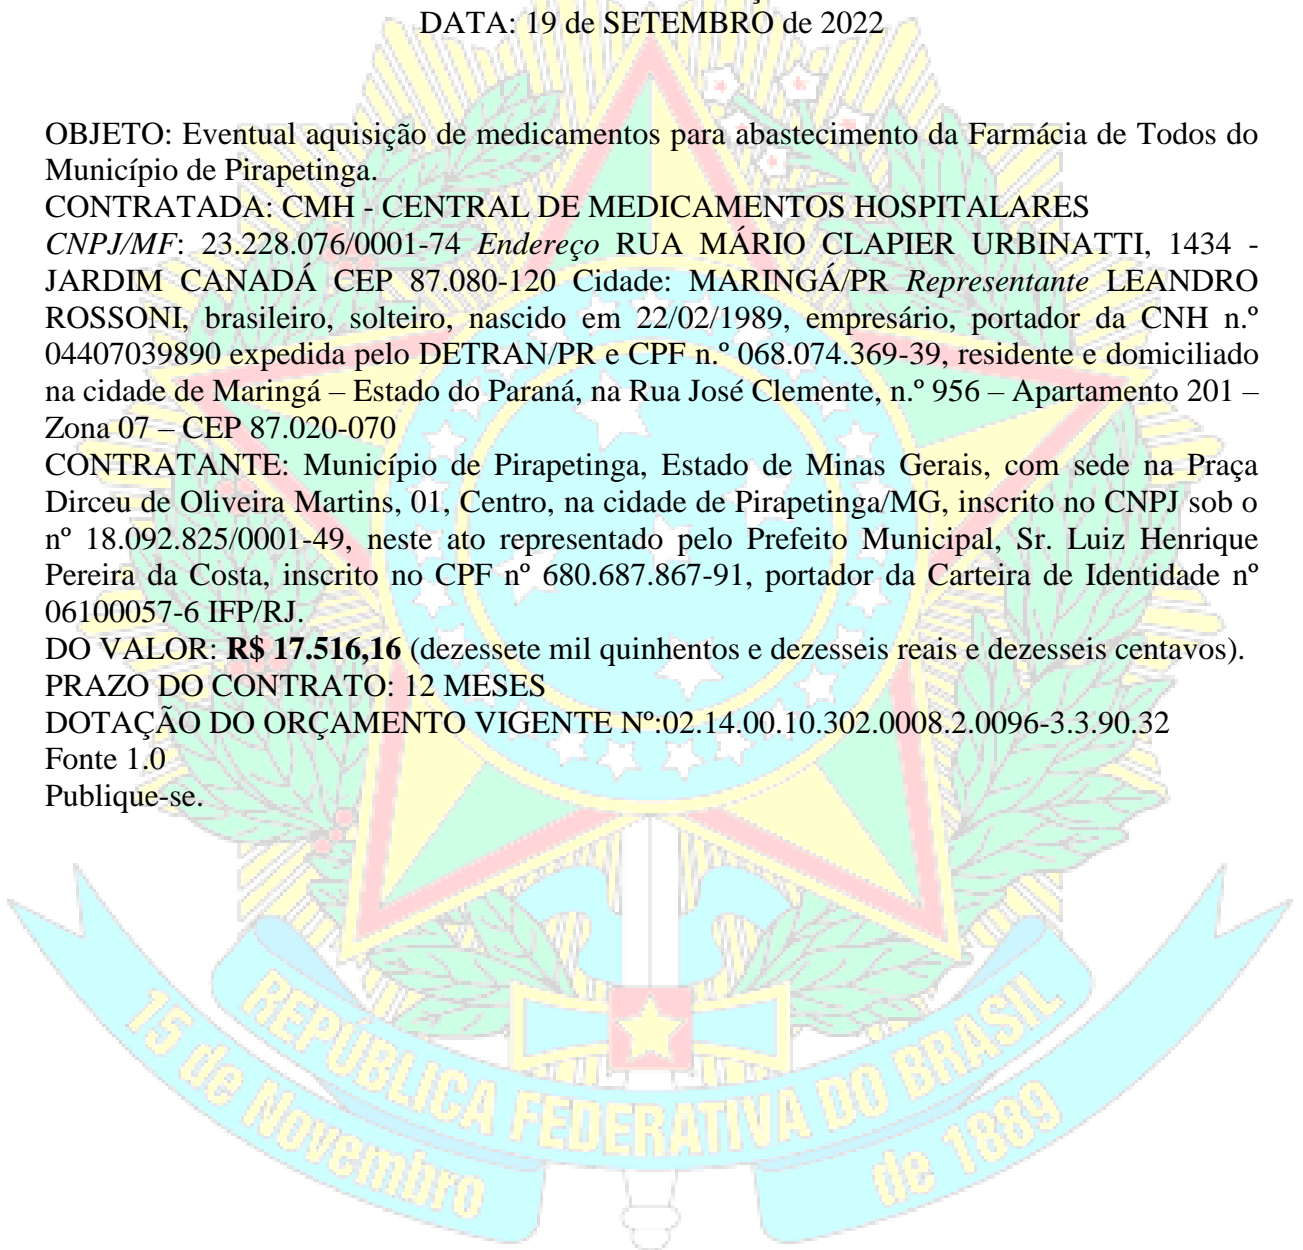 DATA: 19 de SETEMBRO de 2022
OBJETO: Eventual aquisição de medicamentos para abastecimento da Farmácia de Todos do
Município de Pirapetinga.
CONTRATADA: CMH - CENTRAL DE MEDICAMENTOS HOSPITALARES
CNPJ/MF: 23.228.076/0001-74 Endereço RUA MÁRIO CLAPIER URBINATTI, 1434 -
JARDIM CANADÁ CEP 87.080-120 Cidade: MARINGÁ/PR Representante LEANDRO
ROSSONI, brasileiro, solteiro, nascido em 22/02/1989, empresário, portador da CNH n.º
04407039890 expedida pelo DETRAN/PR e CPF n.º 068.074.369-39, residente e domiciliado
na cidade de Maringá – Estado do Paraná, na Rua José Clemente, n.º 956 – Apartamento 201 –
Zona 07 – CEP 87.020-070
CONTRATANTE: Município de Pirapetinga, Estado de Minas Gerais, com sede na Praça
Dirceu de Oliveira Martins, 01, Centro, na cidade de Pirapetinga/MG, inscrito no CNPJ sob o
nº 18.092.825/0001-49, neste ato representado pelo Prefeito Municipal, Sr. Luiz Henrique
Pereira da Costa, inscrito no CPF nº 680.687.867-91, portador da Carteira de Identidade nº
06100057-6 IFP/RJ.
DO VALOR: R$ 17.516,16 (dezessete mil quinhentos e dezesseis reais e dezesseis centavos).
PRAZO DO CONTRATO: 12 MESES
DOTAÇÃO DO ORÇAMENTO VIGENTE Nº:02.14.00.10.302.0008.2.0096-3.3.90.32
Fonte 1.0
Publique-se.
REPÚBLICA FEDERATIVA DO BRASIL
15 de Novembro
de 1889